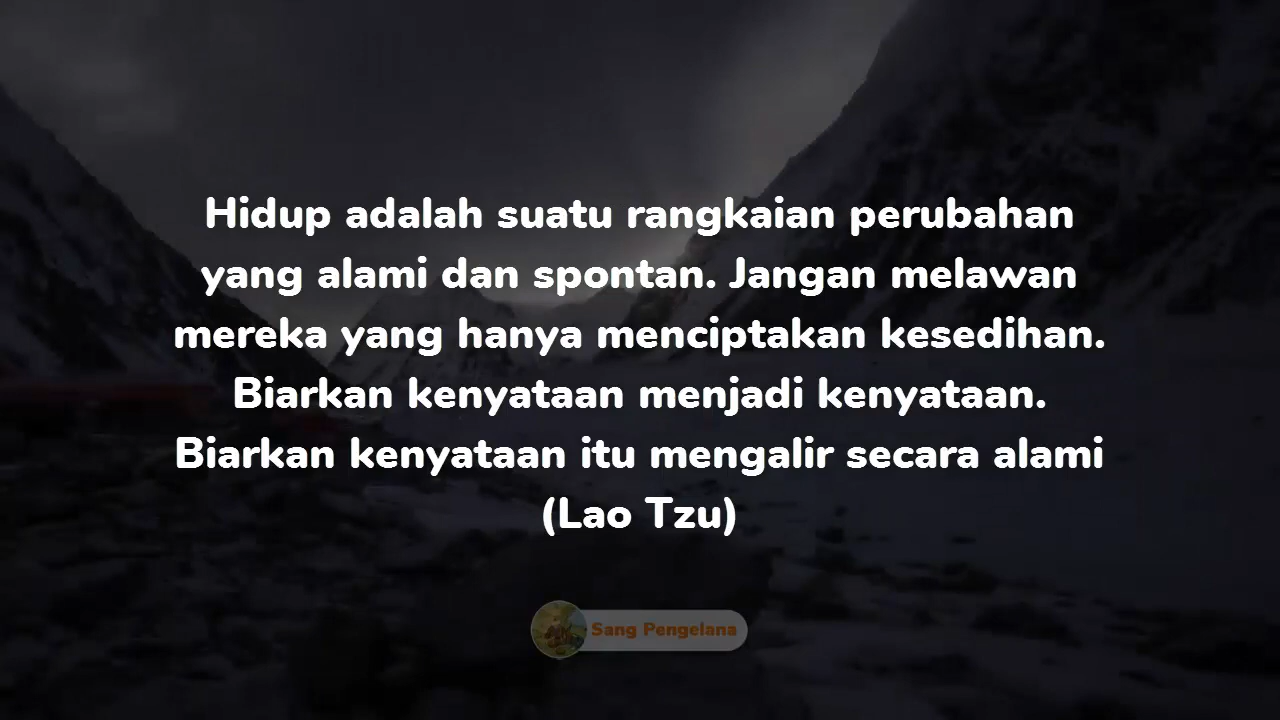 Hidup adalah suatu rangkaian perubahan
yang alami dan spontan. Jangan melawan
mereka yang hanya menciptakan kesedihan.
Biarkan kenyataan menjadi kenyataan.
Biarkan kenyataan itu mengalir secara alami
(Lao Tzu)
Sang Pengelana